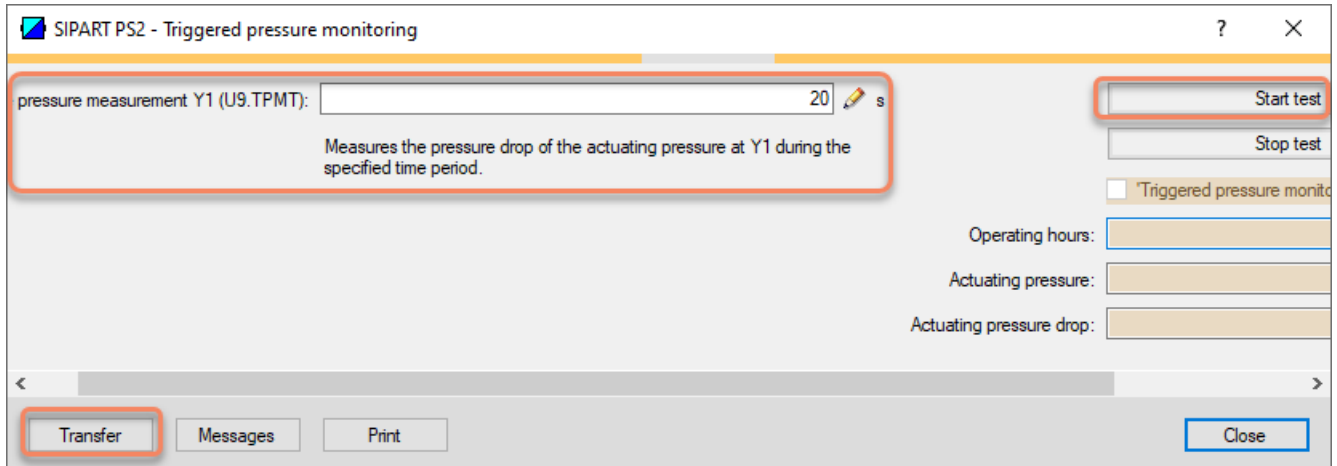 SIPART PS2 - Triggered pressure monitoring
?
pressure measurement Y1 (U9.TPMT):
20
s
Start test
Measures the pressure drop of the actuating pressure at Y1 during the
specified time period.
Stop test
'Triggered pressure monito
Operating hours:
Actuating pressure:
Actuating pressure drop:
Transfer
Messages
Print
Close